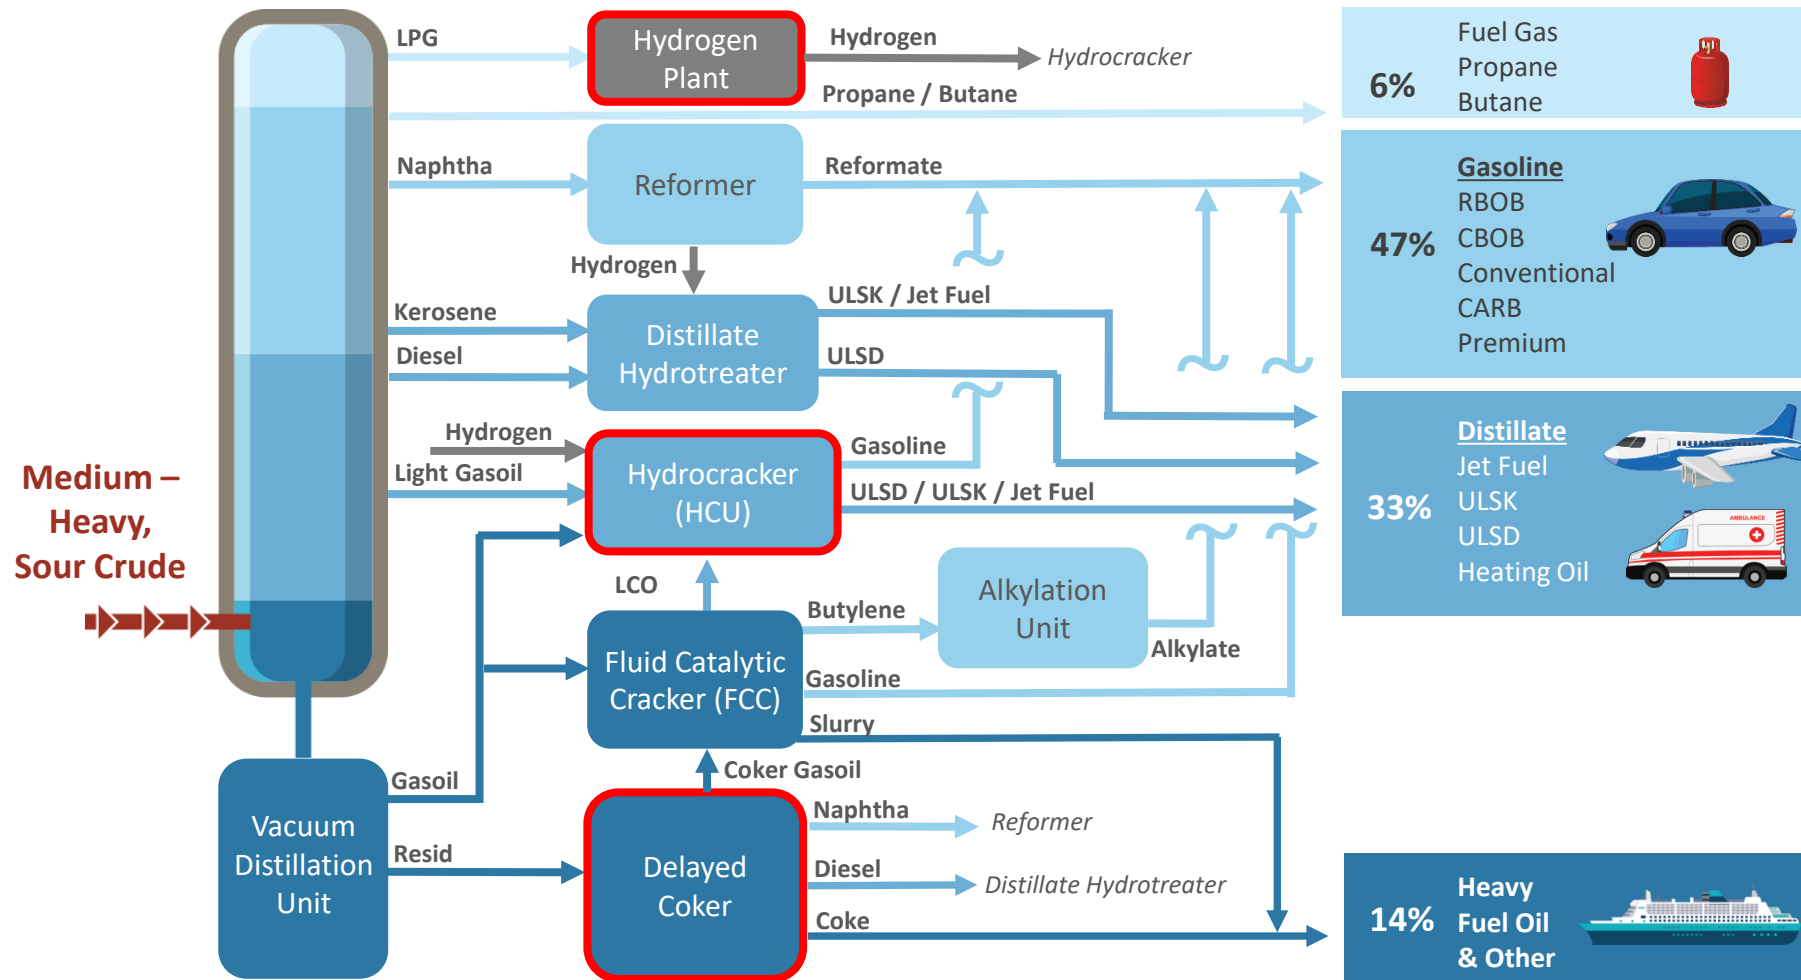 LPG
Hydrogen
Plant
Hydrogen
Hydrocracker
Propane / Butane
6%
Fuel Gas
Propane
Butane
Naphtha
Reformer
Reformate
Hydrogen
47%
Gasoline
RBOB
CBOB
Conventional
CARB
Premium
Kerosene
Diesel
Distillate
Hydrotreater
ULSK / Jet Fuel
ULSD
Hydrogen
Light Gasoil
Hydrocracker
(HCU)
Gasoline
ULSD / ULSK / Jet Fuel
33%
Distillate
Jet Fuel
ULSK
ULSD
Heating Oil
AMBULANCE
Medium –
Heavy,
Sour Crude
LCO
Fluid Catalytic
Cracker (FCC)
Butylene
Alkylation
Unit
Alkylate
Gasoline
Slurry
Coker Gasoil
Vacuum
Distillation
Unit
Gasoil
Resid
Delayed
Coker
Naphtha
Reformer
Diesel
Distillate Hydrotreater
Coke
14%
Heavy
Fuel Oil
& Other